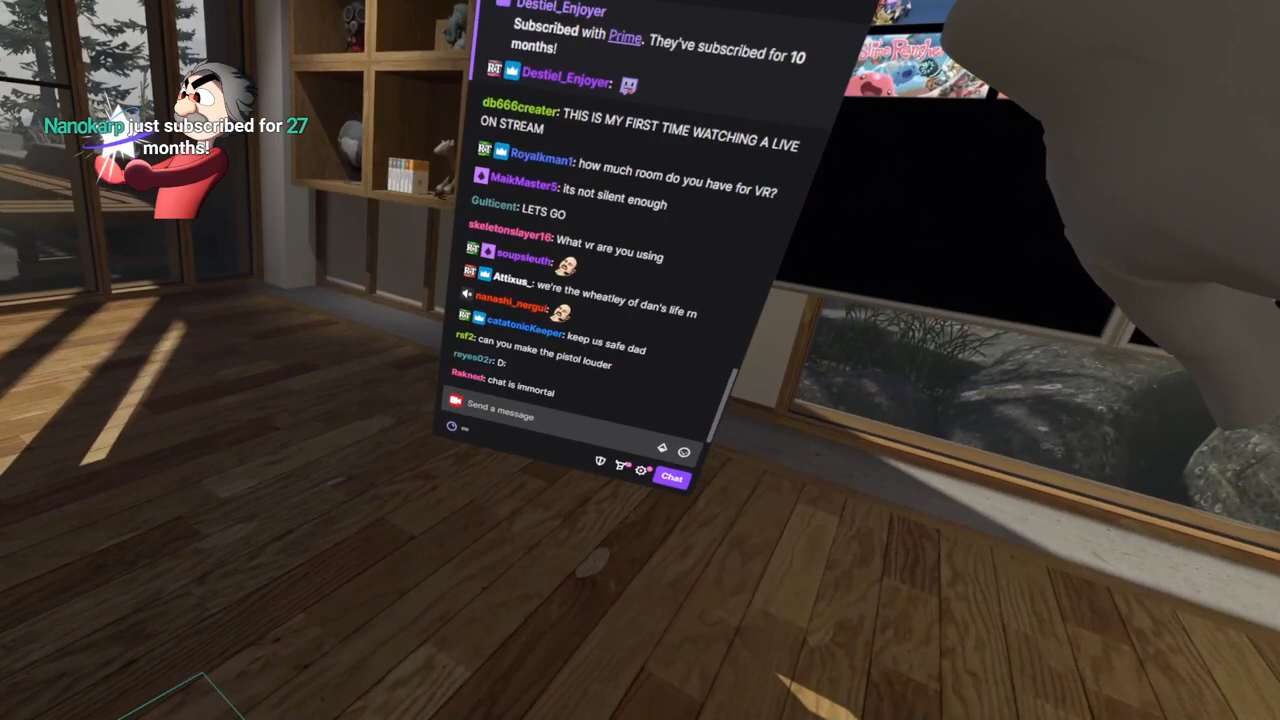 Destiel_Enjoyer
Subscribed with Prime. They've subscribed for 10
months!
Destiel_Enjoyer:
db666creater: THIS IS MY FIRST TIME WATCHING A LIVE
ON STREAM
Royalkman1: how much room do you have for VR?
MaikMaster5: its not silent enough
Gulticent: LETS GO
skeletonslayer16: What vr are you using
soupsleuth:
Attixus_: we're the wheatley of dan's life rn
nanashi_nergui:
catatonicKeeper: keep us safe dad
rsf2: can you make the pistol louder
reyes02r: D:
Rakned: chat is immortal
Send a message
Chat
Nanokarp just subscribed for 27
months!
Slime Rancher